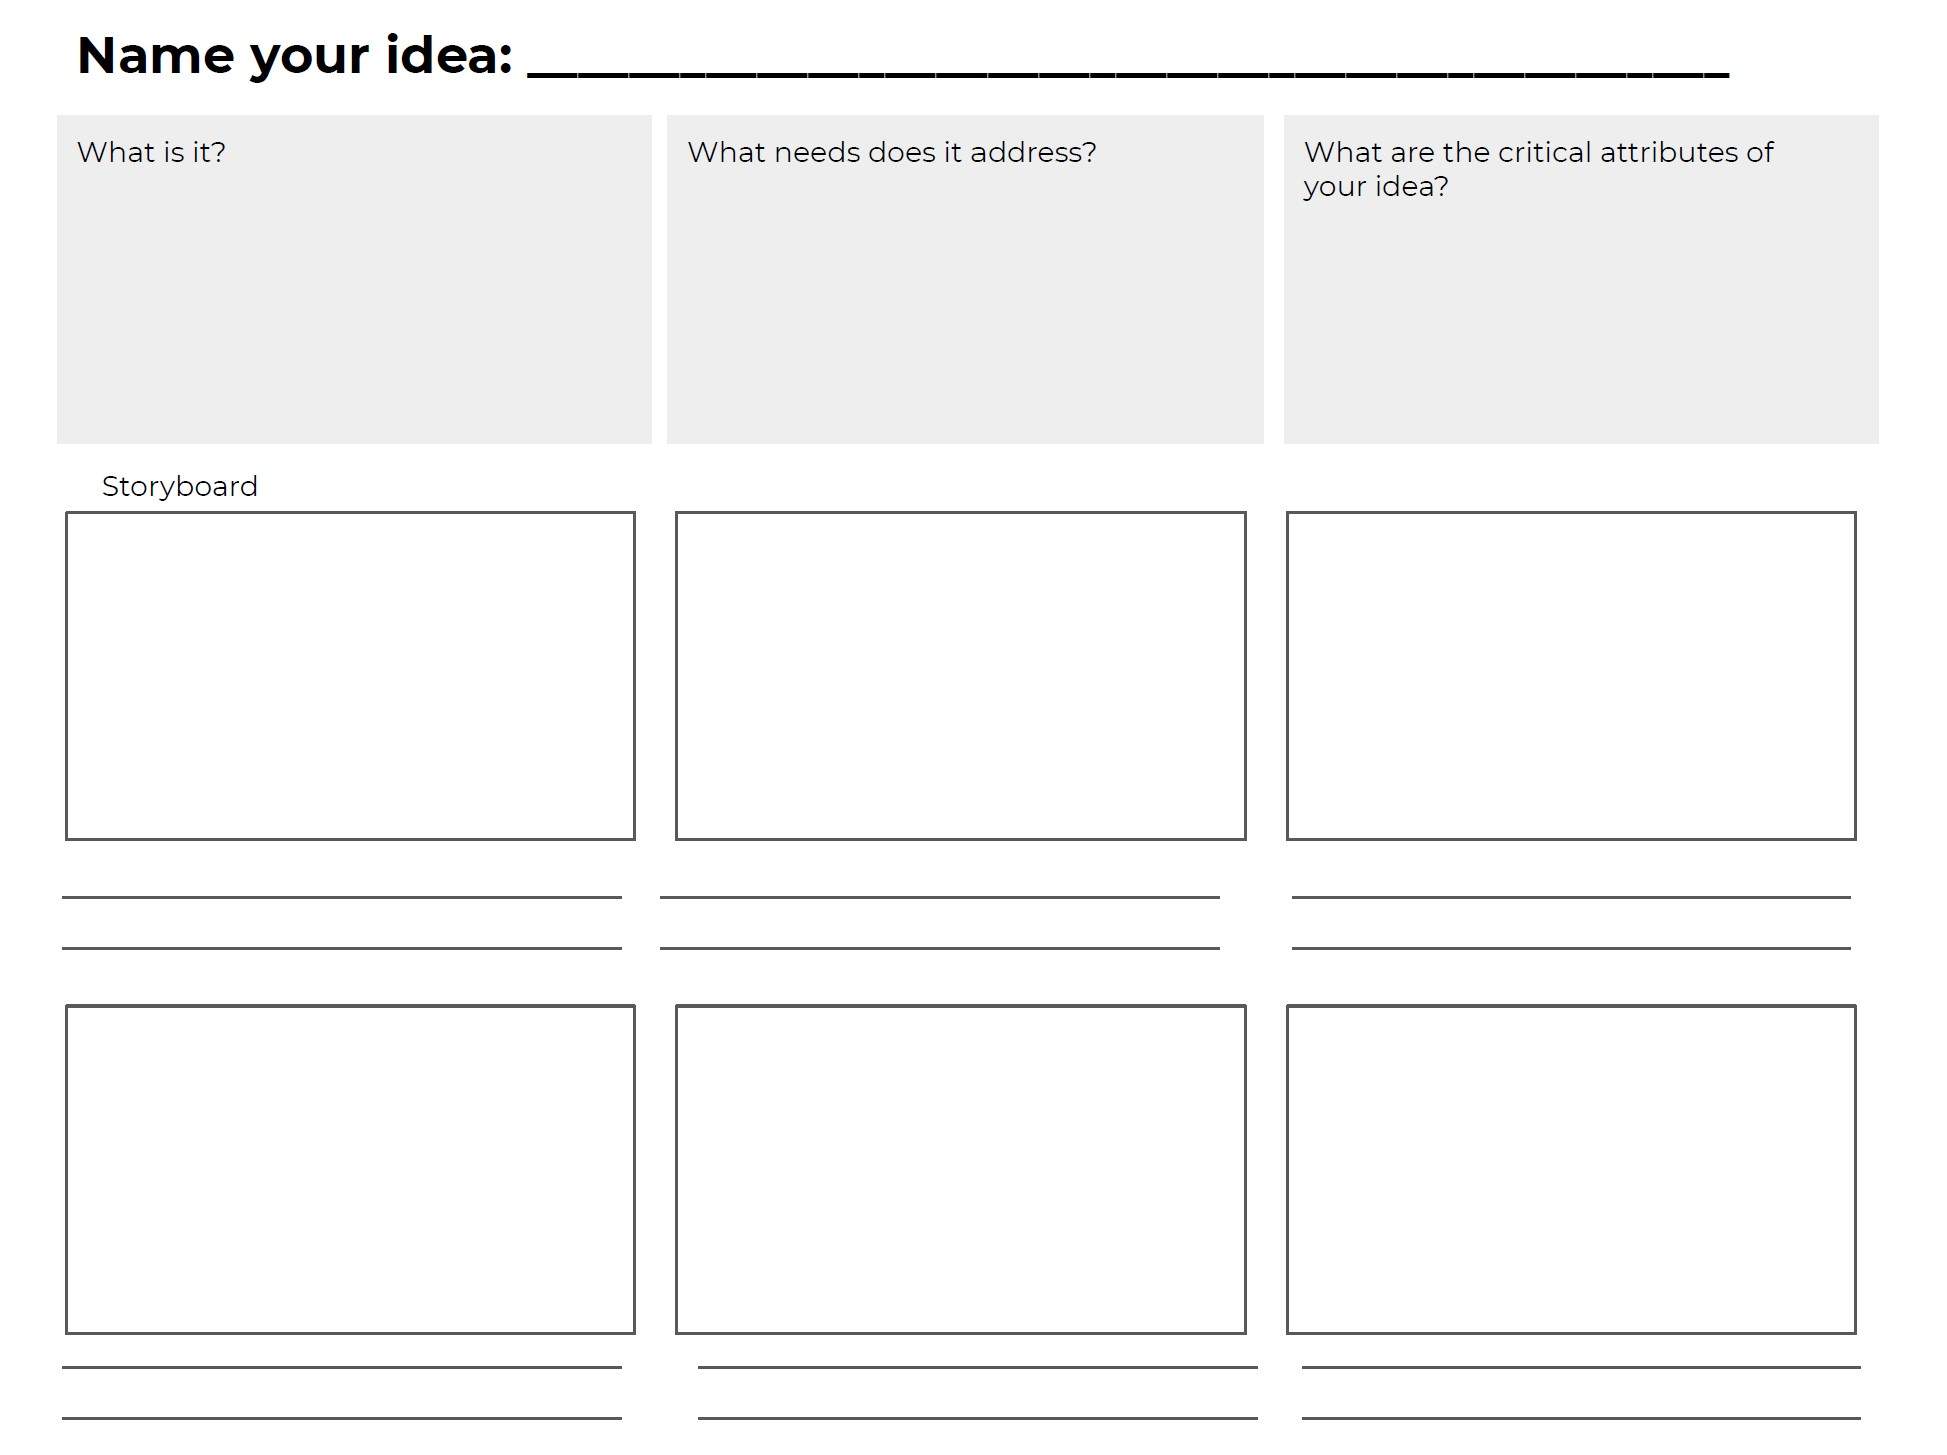 Name your idea: _______________________________________________
What is it?
What needs does it address?
What are the critical attributes of
your idea?
Storyboard